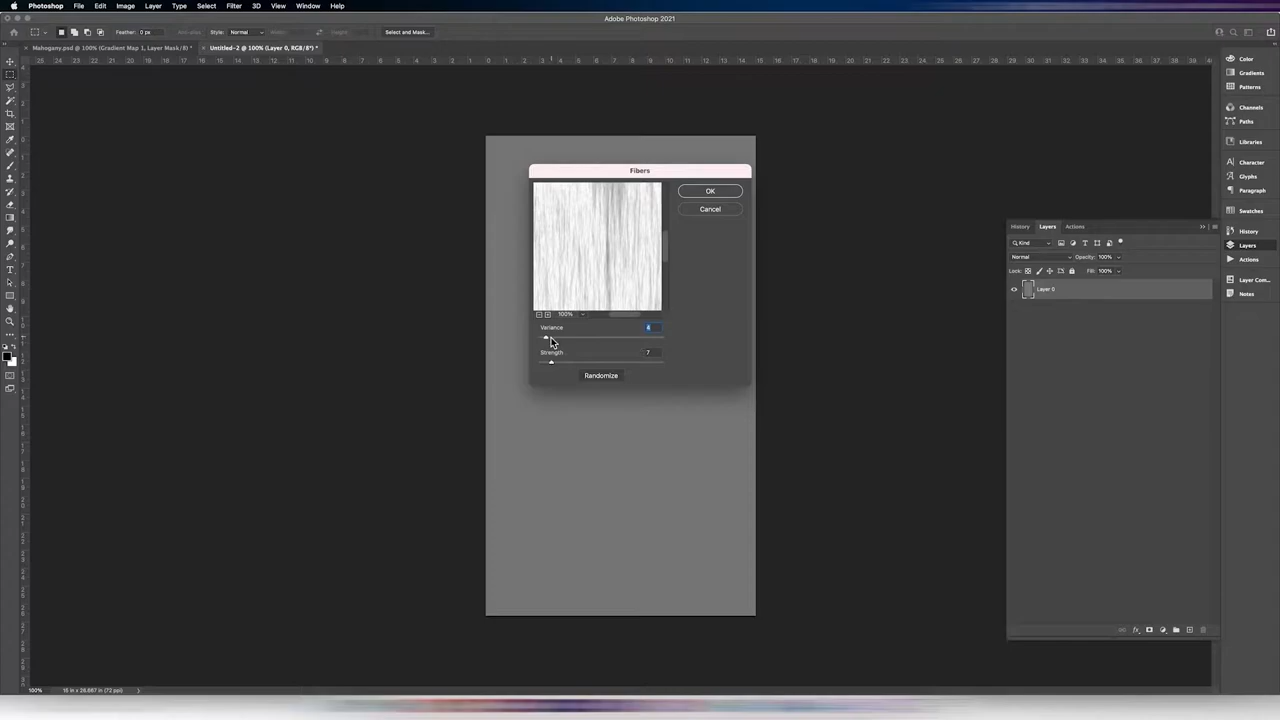 Photoshop File Edit Image Layer Type Select Filter 3D View Window Help
Adobe Photoshop 2021
Feather: 0 px Anti-alias Style: Normal Width: Height: Select and Mask...
Mahogany.psd @ 100% (Gradient Map 1, Layer Mask/8) *
Untitled-2 @ 100% (Layer 0, RGB/8*) *
Fibers
OK
Cancel
100%
Variance 4
Strength 7
Randomize
Color
Gradients
Patterns
Channels
Paths
Libraries
Character
Glyphs
Paragraph
Swatches
History
Layers
Actions
Layer Com...
Notes
History Layers Actions
Kind
Normal Opacity: 100%
Lock: Fill: 100%
Layer 0
100% 15 in x 26.667 in (72 ppi)